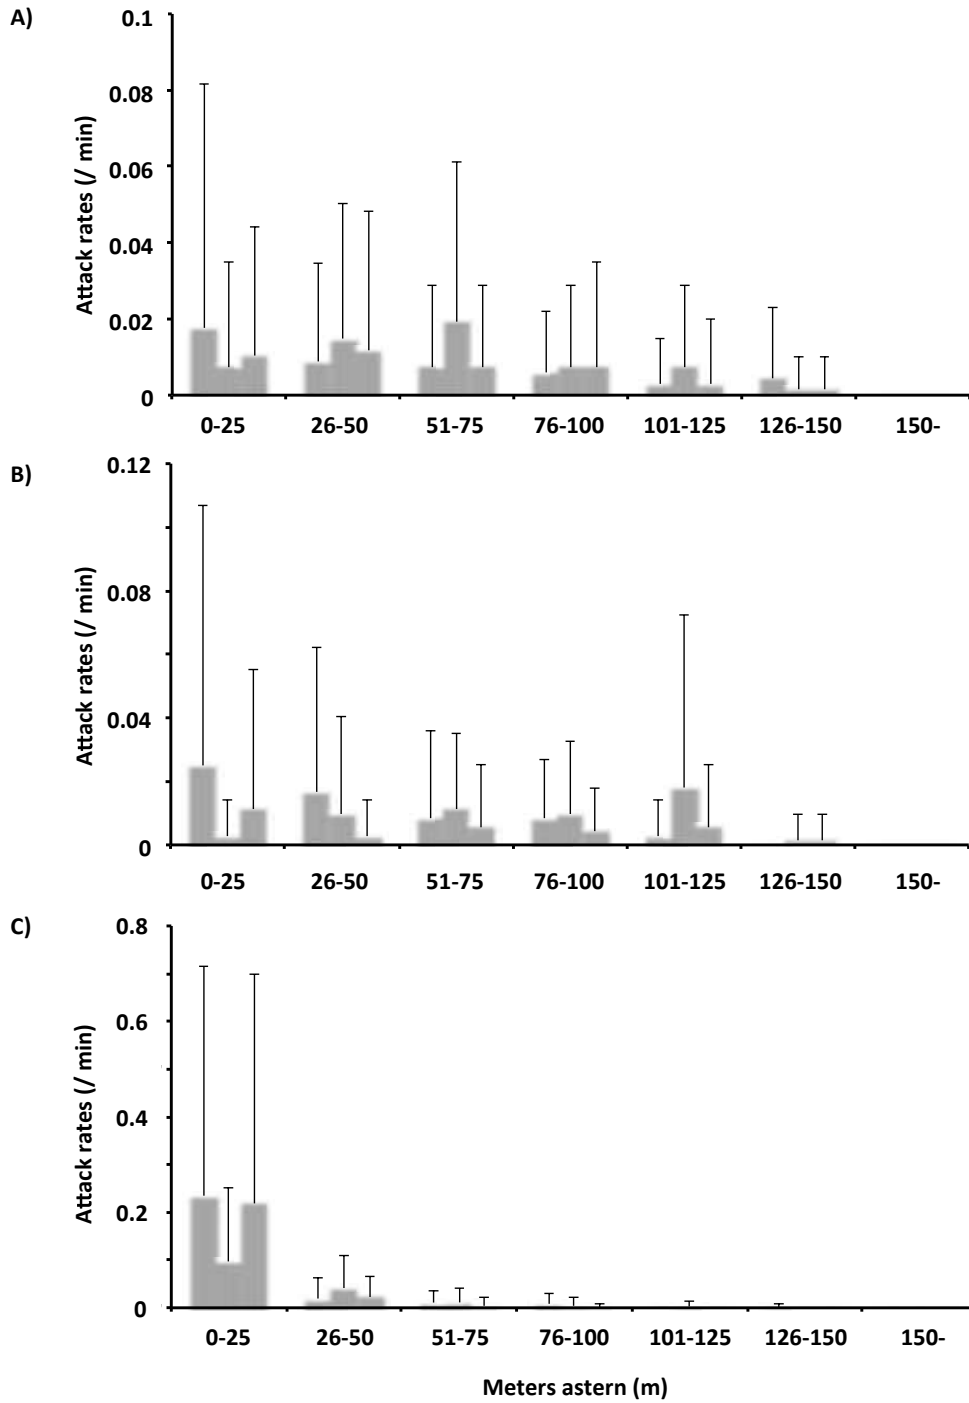 A)
Attack rates (/ min)
0.1
0.08
0.06
0.04
0.02
0
0-25 26-50 51-75 76-100 101-125 126-150 150-
B)
Attack rates (/ min)
0.12
0.08
0.04
0
0-25 26-50 51-75 76-100 101-125 126-150 150-
C)
Attack rates (/ min)
0.8
0.6
0.4
0.2
0
0-25 26-50 51-75 76-100 101-125 126-150 150-
Meters astern (m)